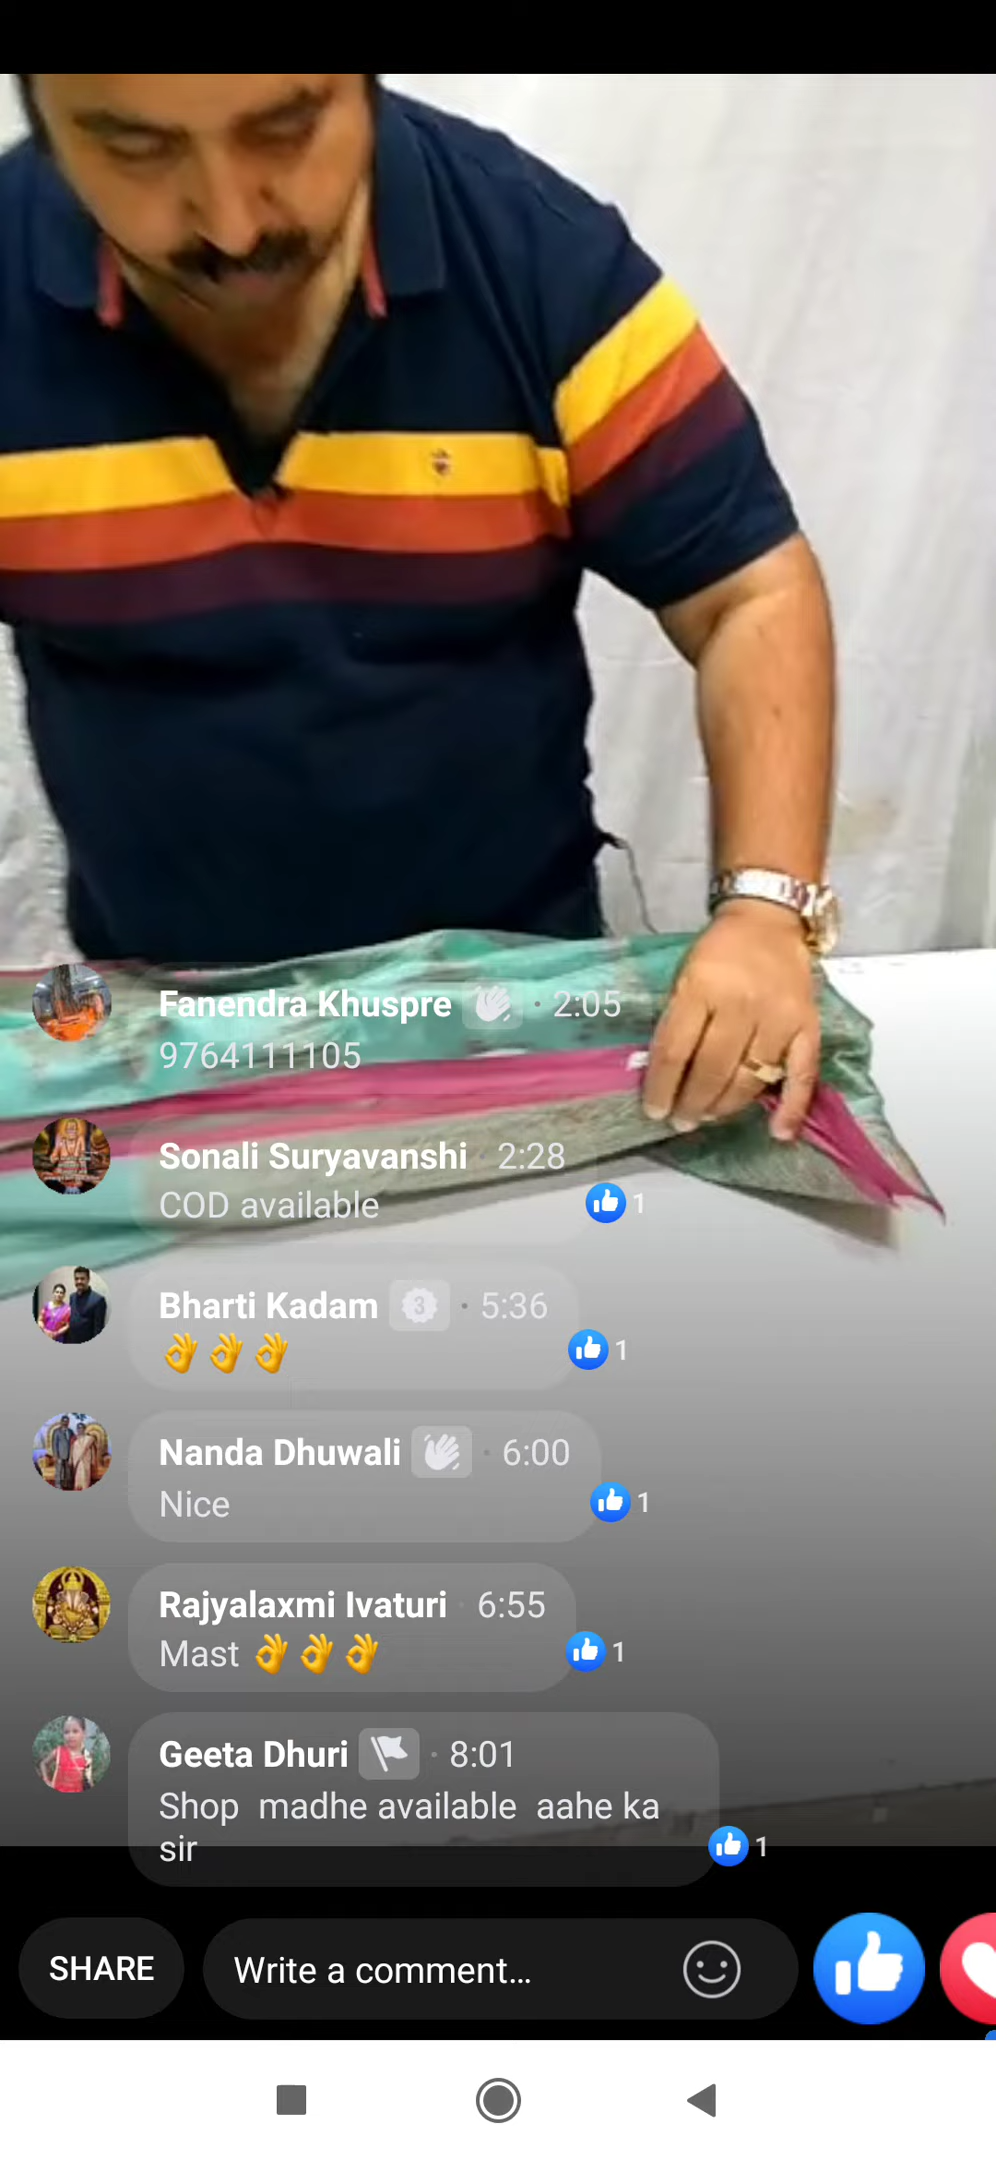 Fanendra Khuspre 👋 · 2:05
9764111105
Sonali Suryavanshi · 2:28
COD available
1
Bharti Kadam 3 · 5:36
👌👌👌
1
Nanda Dhuwali 👋 · 6:00
Nice
1
Rajyalaxmi Ivaturi · 6:55
Mast 👌👌👌
1
Geeta Dhuri · 8:01
Shop madhe available aahe ka
sir
1
SHARE
Write a comment...